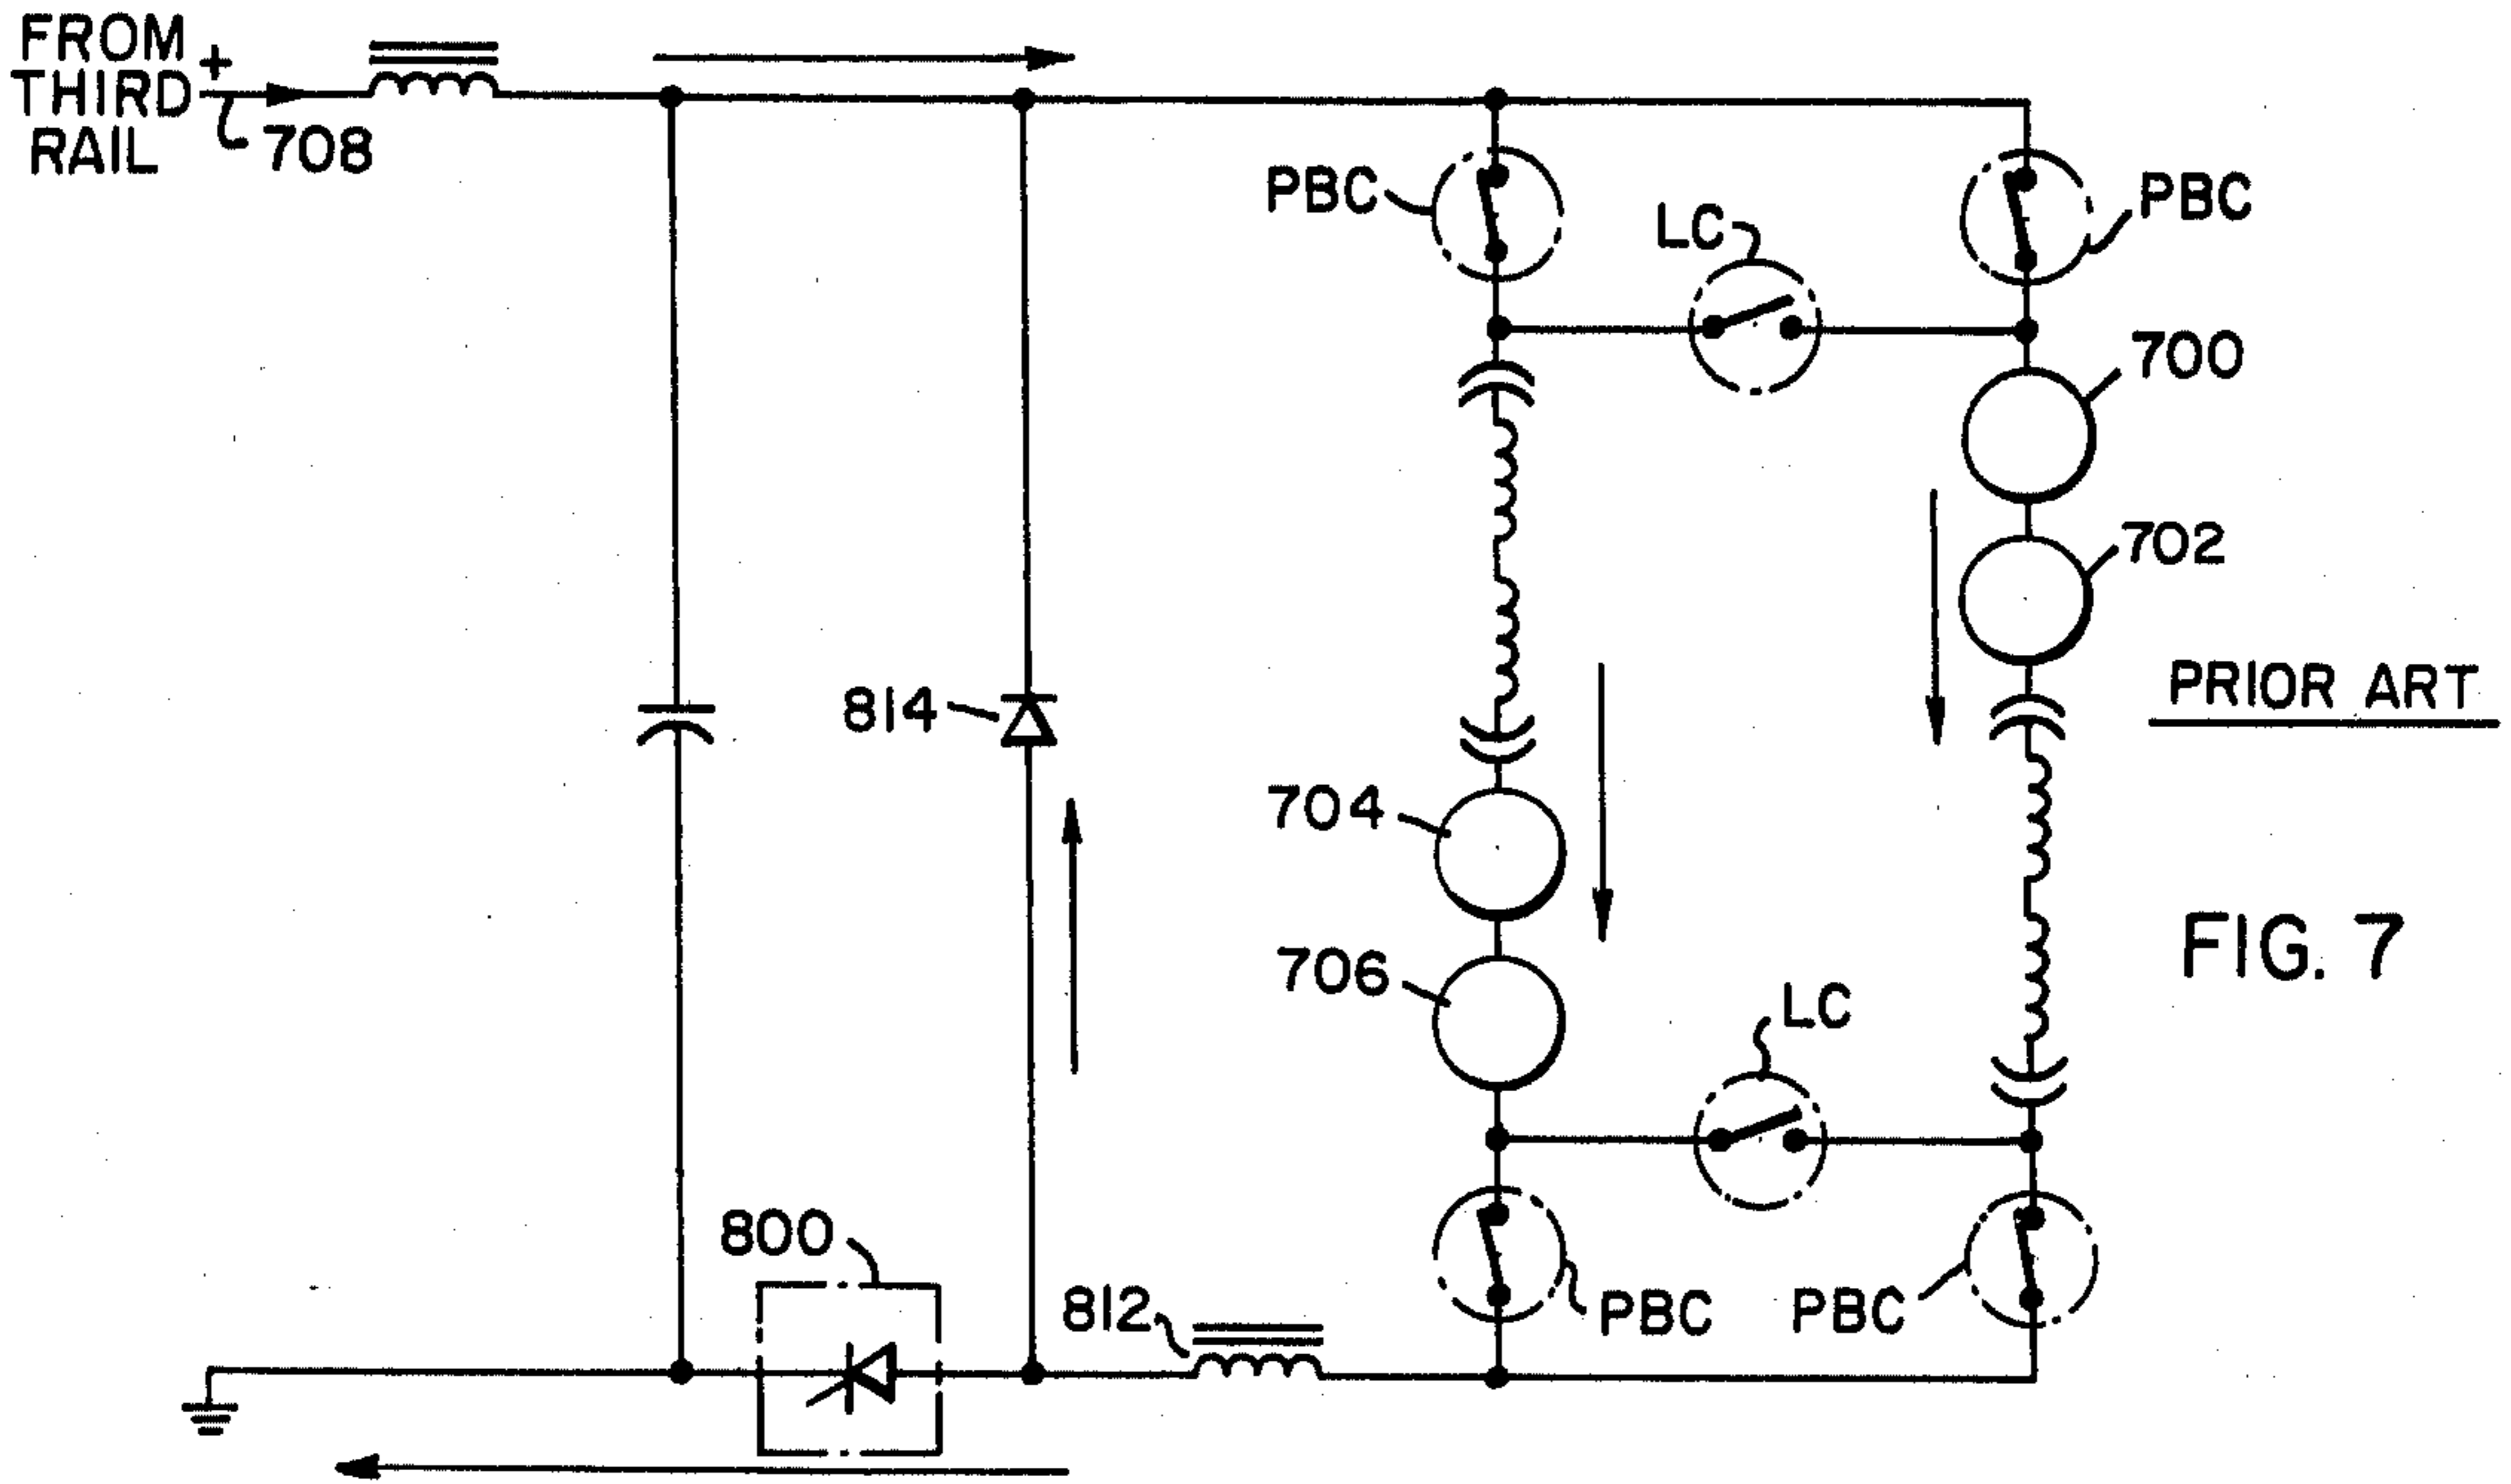 FROM
THIRD
RAIL
+
708
PBC
LC
PBC
700
702
814
PRIOR ART
704
706
FIG. 7
LC
800
812
PBC
PBC